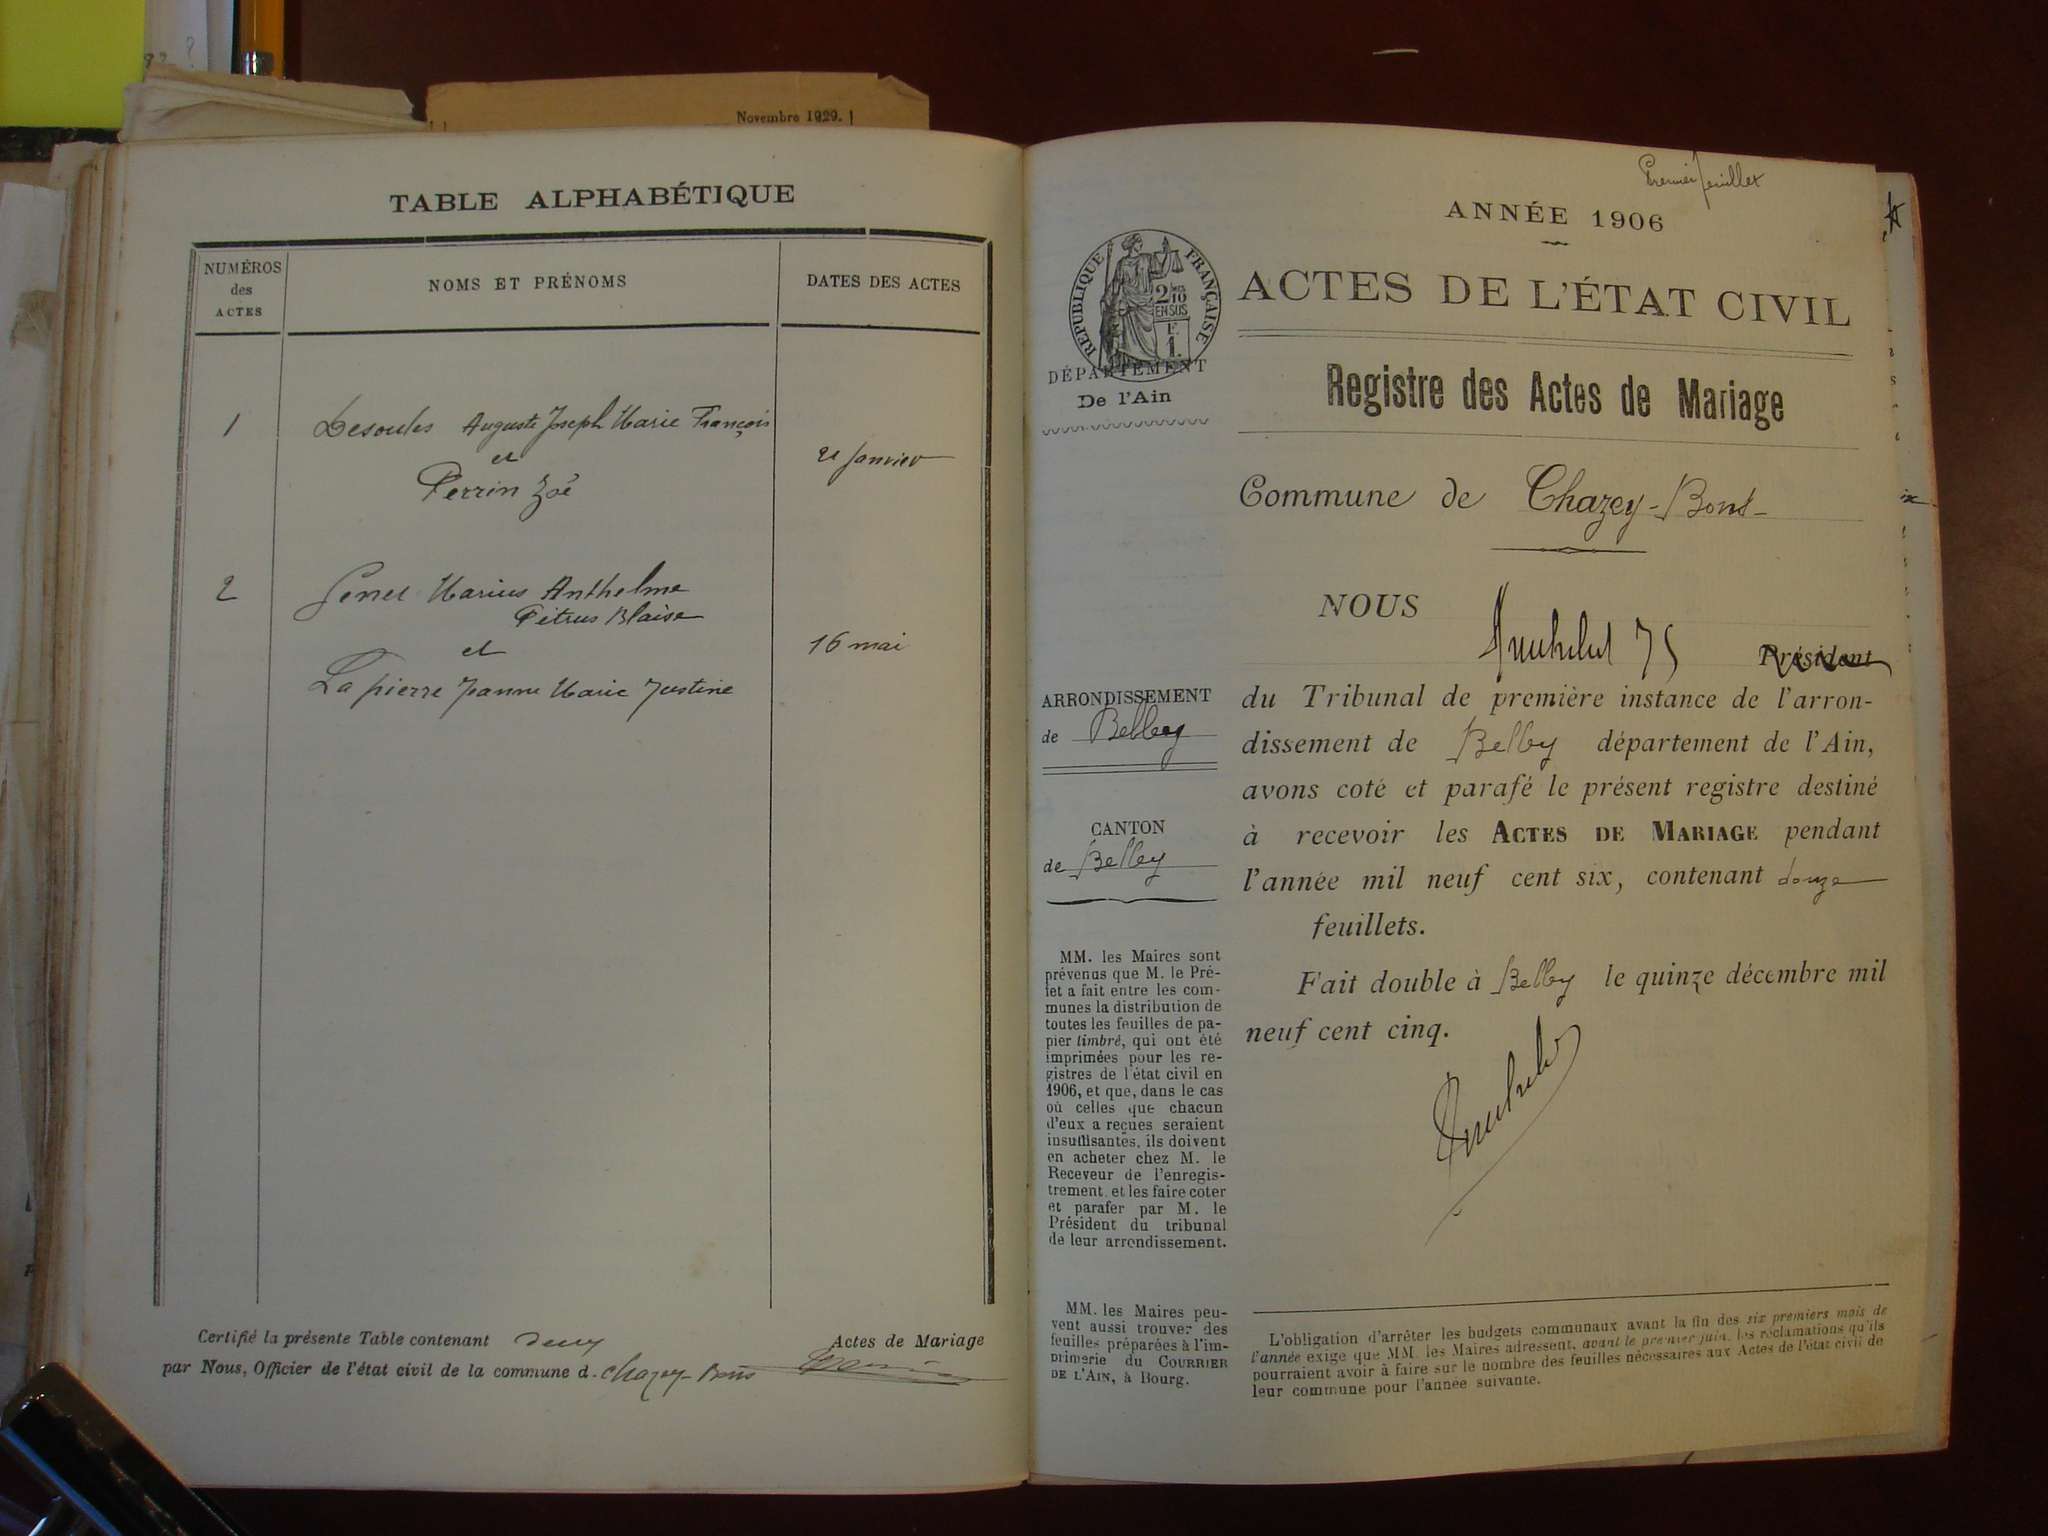 Novembre 1929.
TABLE ALPHABÉTIQUE
NUMÉROS
des
ACTES
NOMS ET PRÉNOMS
DATES DES ACTES
1
Desoules Auguste Joseph Marie François
et
Perrin Zoé
21 Janvier
2
Genet Marius Anthelme
Pétrus Blaise
et
16 mai
Lapierre Jeanne Marie Justine
Certifié la présente Table contenant deux Actes de Mariage
par Nous, Officier de l'état civil de la commune d. Chazey-Bons
Premier feuillet
ANNÉE 1906
RÉPUBLIQUE FRANÇAISE
2/10
EN SUS
1 F.
DÉPARTEMENT
De l'Ain
ACTES DE L'ÉTAT CIVIL
Registre des Actes de Mariage
Commune de Chazey-Bons
NOUS
Président
ARRONDISSEMENT
de Belley
CANTON
de Belley
du Tribunal de première instance de l'arron-
dissement de Belley département de l'Ain,
avons coté et parafé le présent registre destiné
à recevoir les ACTES DE MARIAGE pendant
l'année mil neuf cent six, contenant douze
feuillets.
Fait double à Belley le quinze décembre mil
neuf cent cinq.
MM. les Maires sont
prévenus que M. le Pré-
fet a fait entre les com-
munes la distribution de
toutes les feuilles de pa-
pier timbré, qui ont été
imprimées pour les re-
gistres de l'état civil en
1906, et que, dans le cas
où celles que chacun
d'eux a reçues seraient
insuffisantes, ils doivent
en acheter chez M. le
Receveur de l'enregis-
trement, et les faire coter
et parafer par M. le
Président du tribunal
de leur arrondissement.
MM. les Maires peu-
vent aussi trouver des
feuilles préparées à l'im-
primerie du COURRIER
DE L'AIN, à Bourg.
L'obligation d'arrêter les budgets communaux avant la fin des six premiers mois de
l'année exige que MM. les Maires adressent, avant le premier juin, les réclamations qu'ils
pourraient avoir à faire sur le nombre des feuilles nécessaires aux Actes de l'état civil de
leur commune pour l'année suivante.